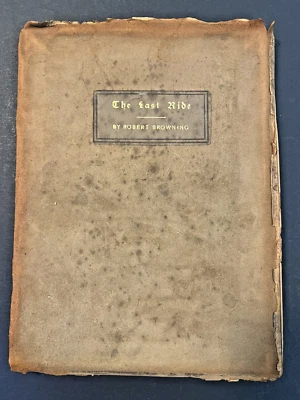 The Last Ride
BY ROBERT BROWNING